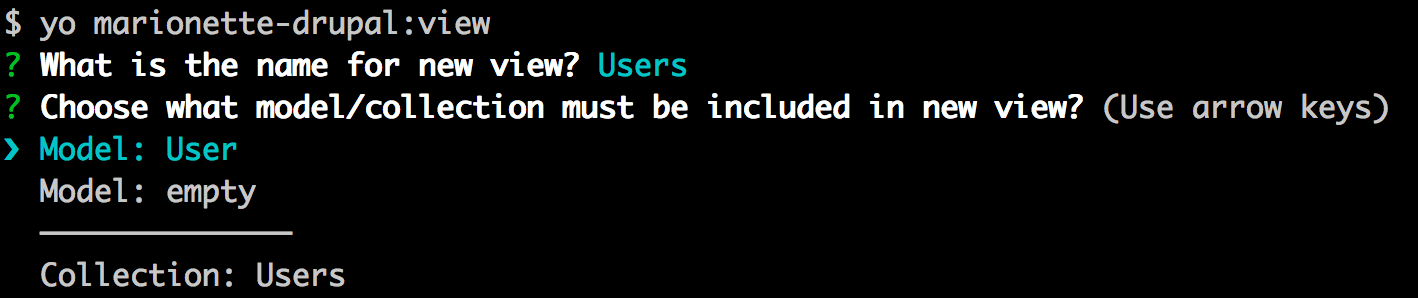 $ yo marionette-drupal:view
? What is the name for new view? Users
? Choose what model/collection must be included in new view? (Use arrow keys)
❯ Model: User
Model: empty
──────────────
Collection: Users